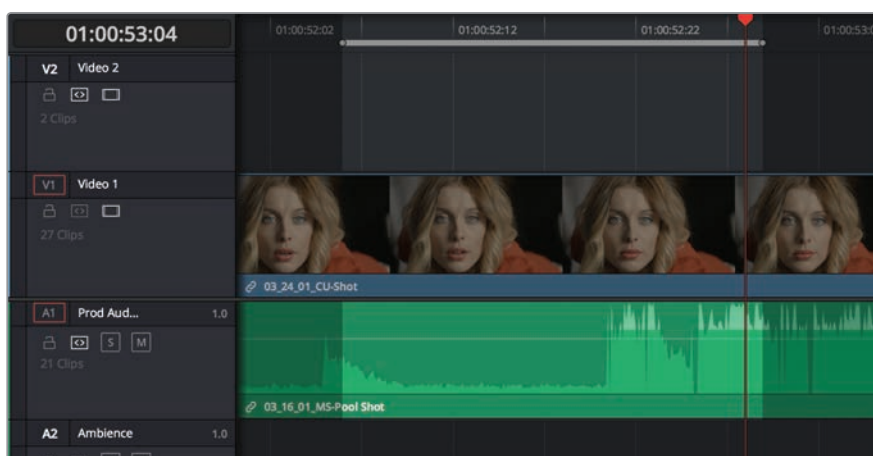 01:00:53:04
01:00:52:02
01:00:52:12
01:00:52:22
V2 Video 2
2 Clips
V1 Video 1
27 Clips
03_24_01_CU-Shot
A1 Prod Aud... 1.0
S M
21 Clips
03_16_01_MS-Pool Shot
A2 Ambience 1.0